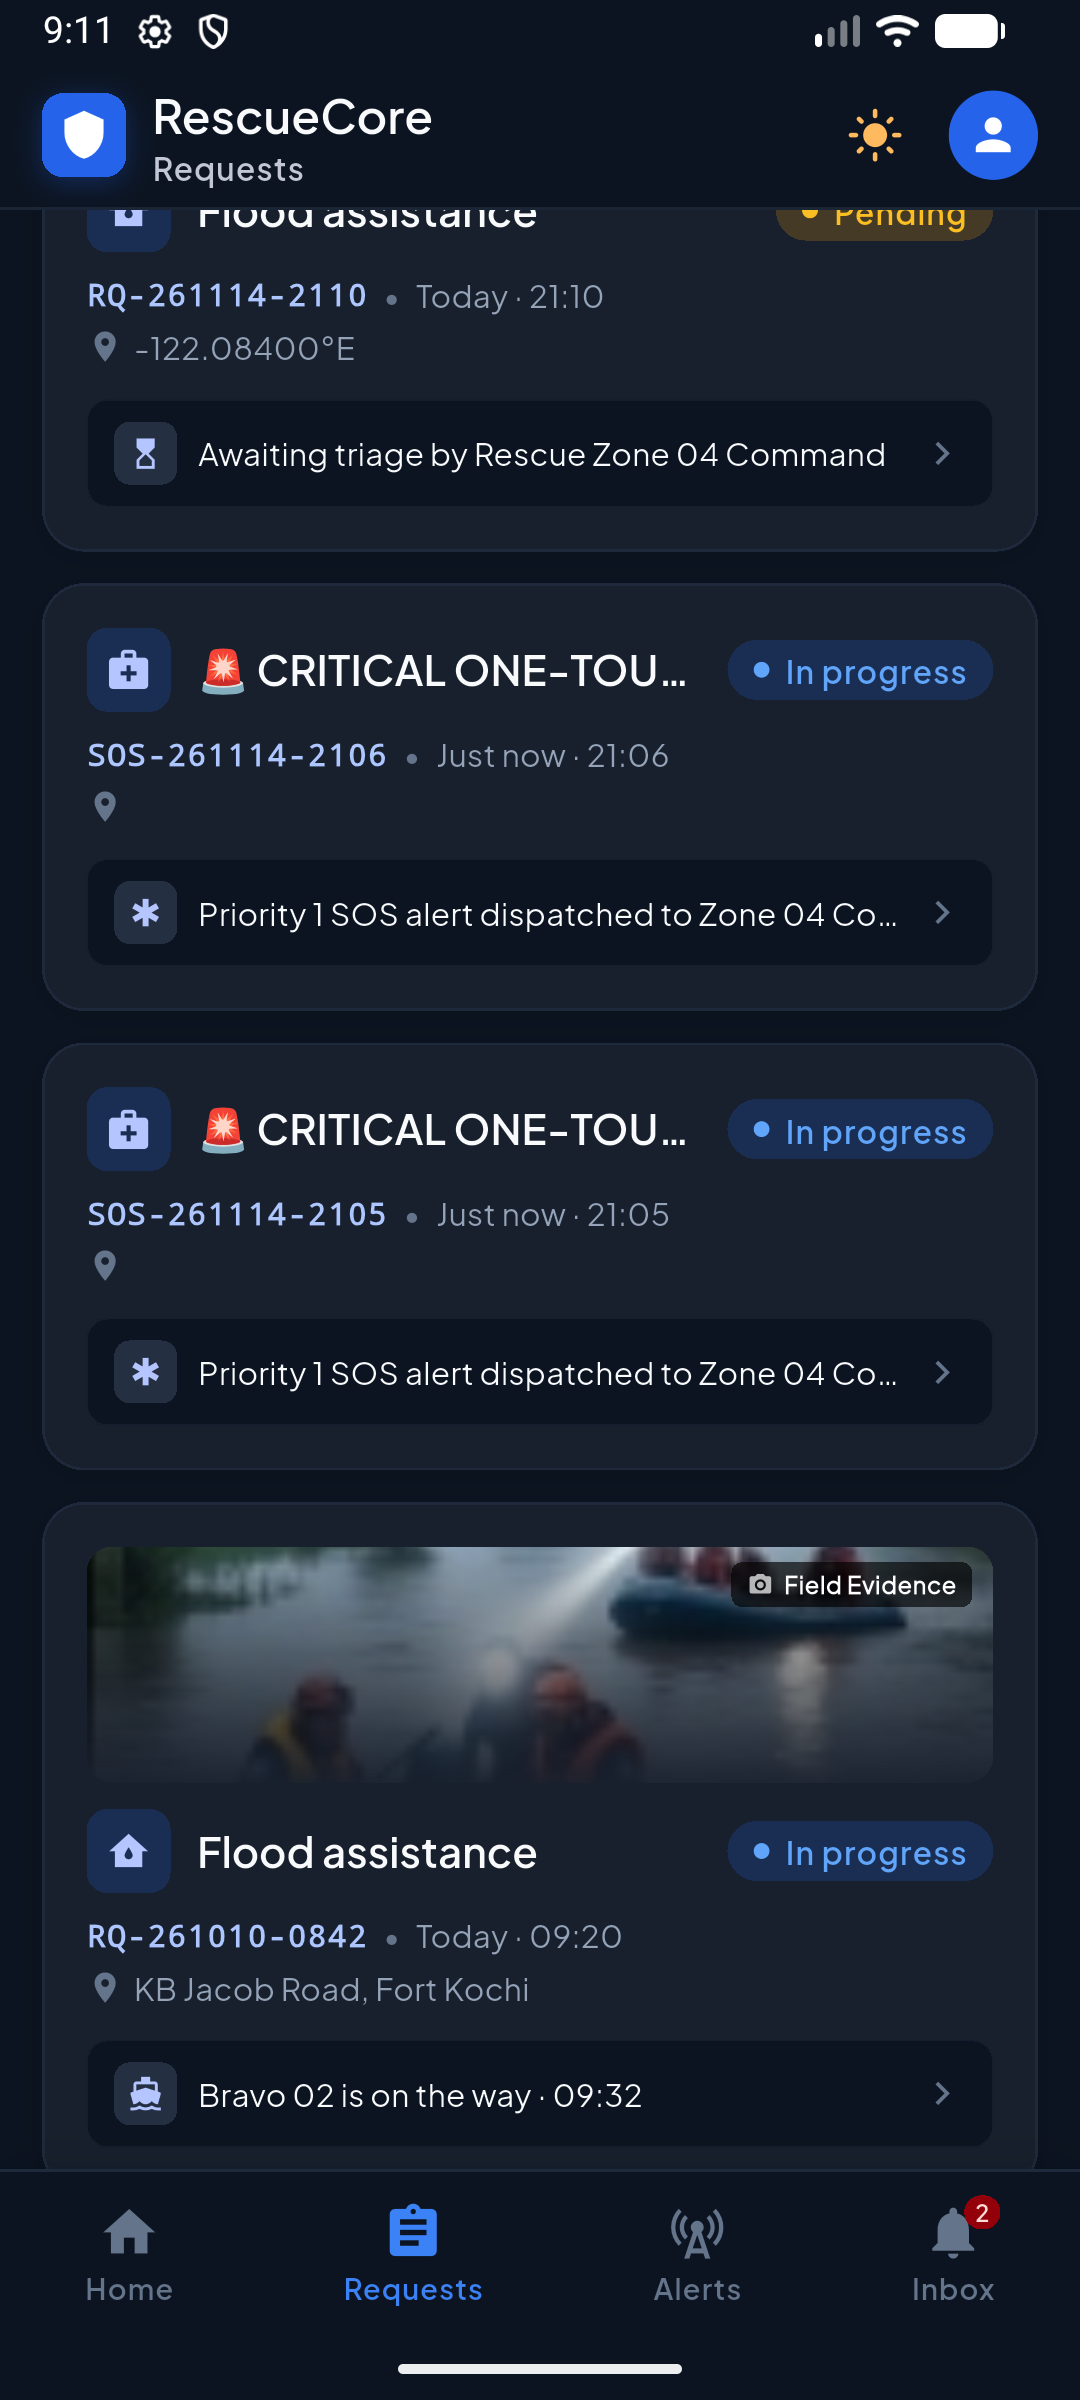 9:11
RescueCore
Requests
Flood assistance
Pending
RQ-261114-2110 • Today · 21:10
-122.08400°E
Awaiting triage by Rescue Zone 04 Command
🚨 CRITICAL ONE-TOU...
In progress
SOS-261114-2106 • Just now · 21:06
Priority 1 SOS alert dispatched to Zone 04 Co...
🚨 CRITICAL ONE-TOU...
In progress
SOS-261114-2105 • Just now · 21:05
Priority 1 SOS alert dispatched to Zone 04 Co...
Field Evidence
Flood assistance
In progress
RQ-261010-0842 • Today · 09:20
KB Jacob Road, Fort Kochi
Bravo 02 is on the way · 09:32
2
Home
Requests
Alerts
Inbox